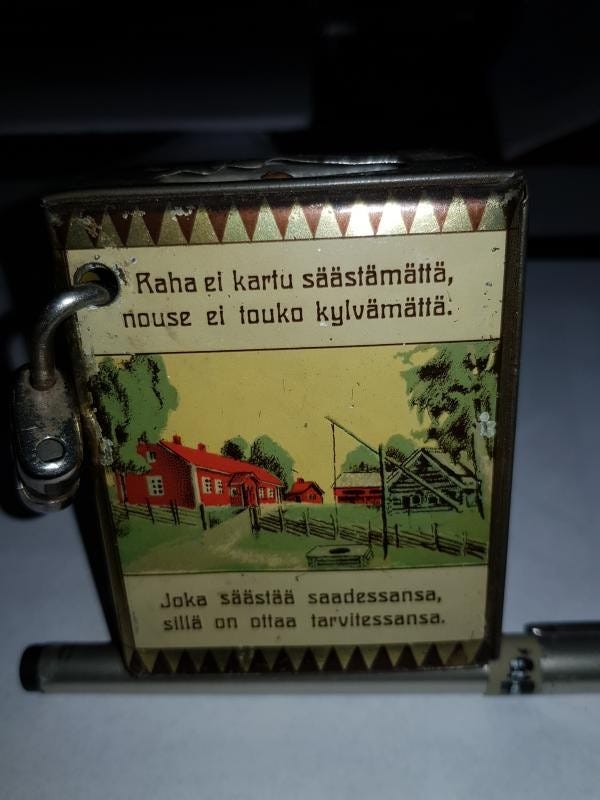 Raha ei kartu säästämättä,
nouse ei touko kylvämättä.
Joka säästää saadessansa,
sillä on ottaa tarvitessansa.